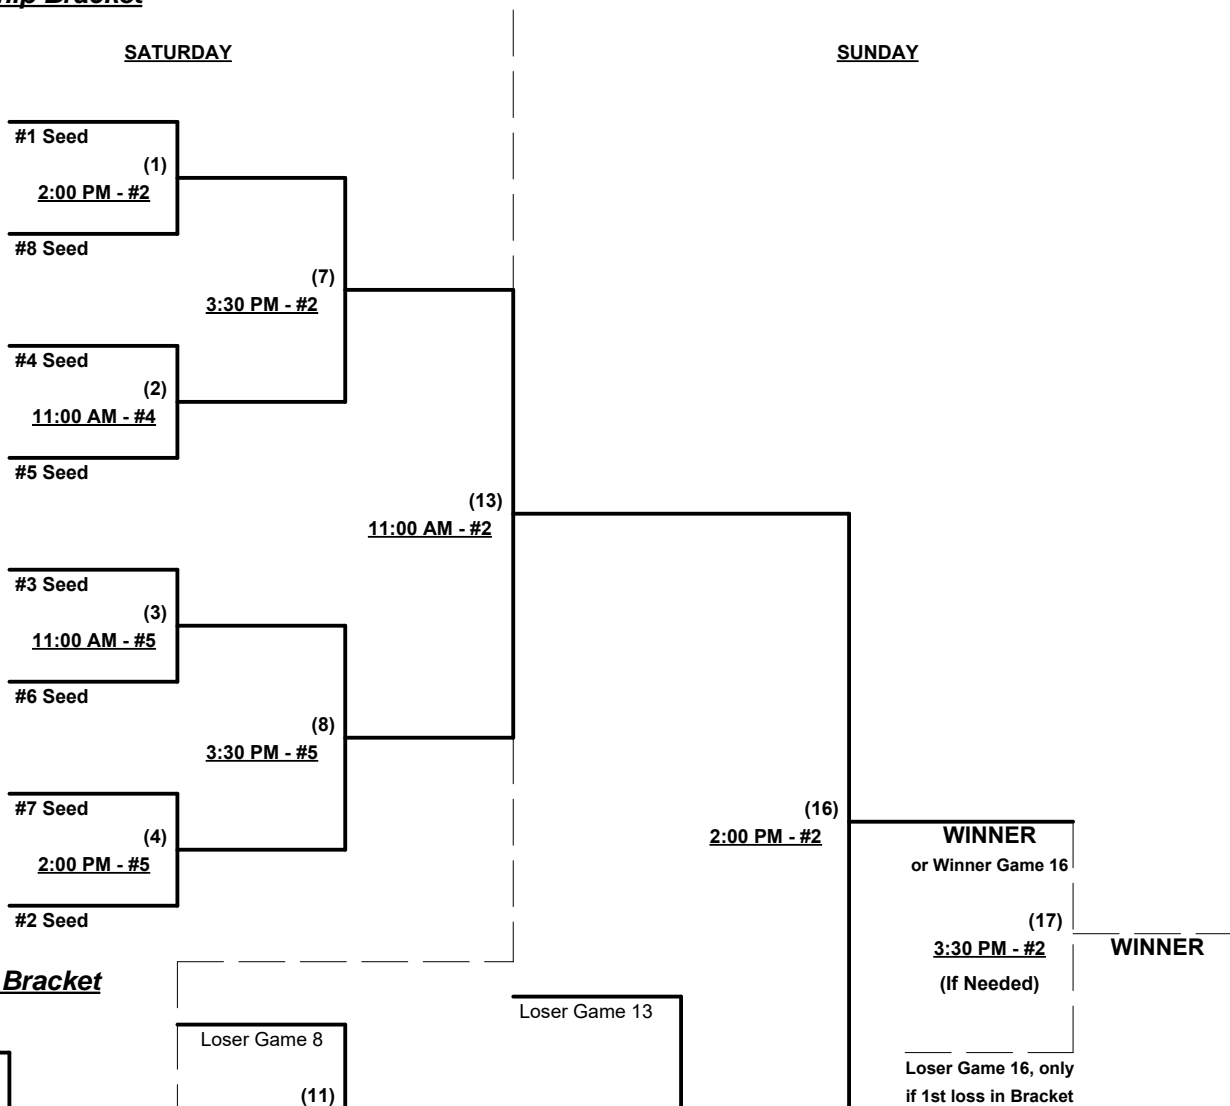 Bracket
SATURDAY
SUNDAY
#1 Seed
(1)
2:00 PM - #2
#8 Seed
(7)
3:30 PM - #2
#4 Seed
(2)
11:00 AM - #4
#5 Seed
(13)
11:00 AM - #2
#3 Seed
(3)
11:00 AM - #5
#6 Seed
(8)
3:30 PM - #5
#7 Seed
(4)
2:00 PM - #5
#2 Seed
(16)
2:00 PM - #2
WINNER
or Winner Game 16
(17)
3:30 PM - #2
WINNER
(If Needed)
Bracket
Loser Game 13
Loser Game 8
(11)
Loser Game 16, only
if 1st loss in Bracket